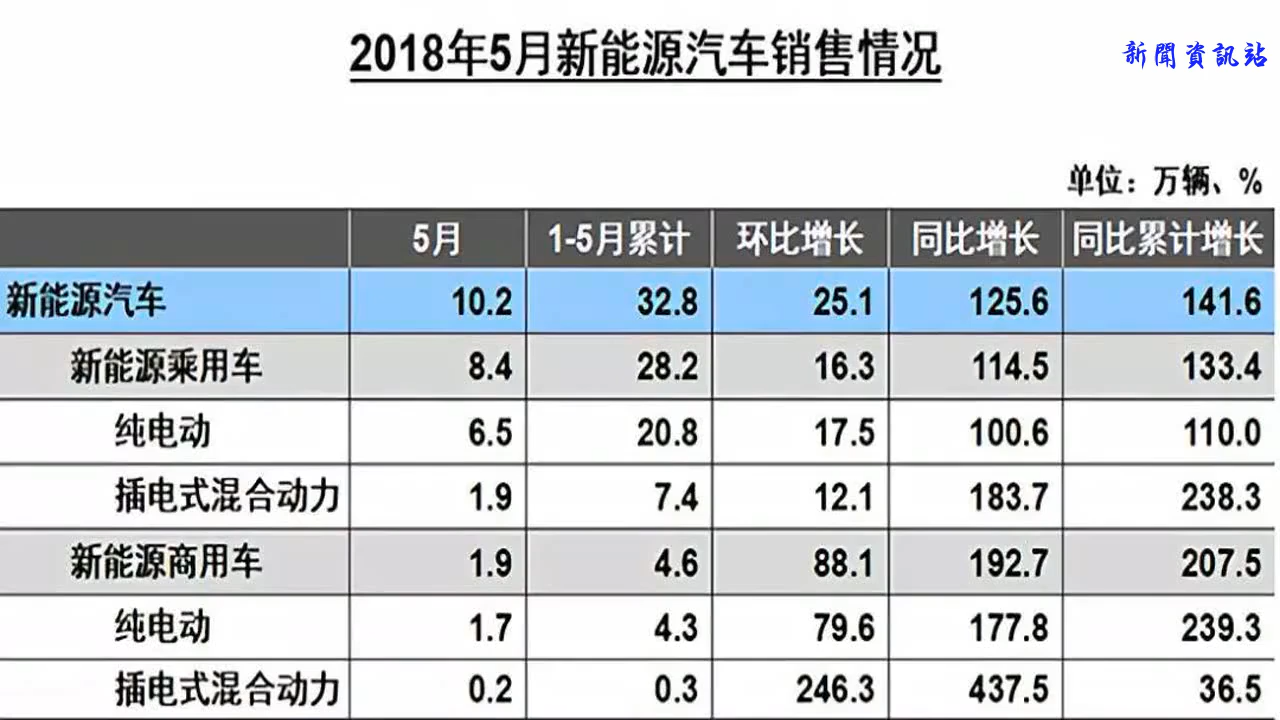 2018年5月新能源汽车销售情况
新聞資訊站
单位：万辆、%
5月 1-5月累计 环比增长 同比增长 同比累计增长
新能源汽车 10.2 32.8 25.1 125.6 141.6
新能源乘用车 8.4 28.2 16.3 114.5 133.4
纯电动 6.5 20.8 17.5 100.6 110.0
插电式混合动力 1.9 7.4 12.1 183.7 238.3
新能源商用车 1.9 4.6 88.1 192.7 207.5
纯电动 1.7 4.3 79.6 177.8 239.3
插电式混合动力 0.2 0.3 246.3 437.5 36.5